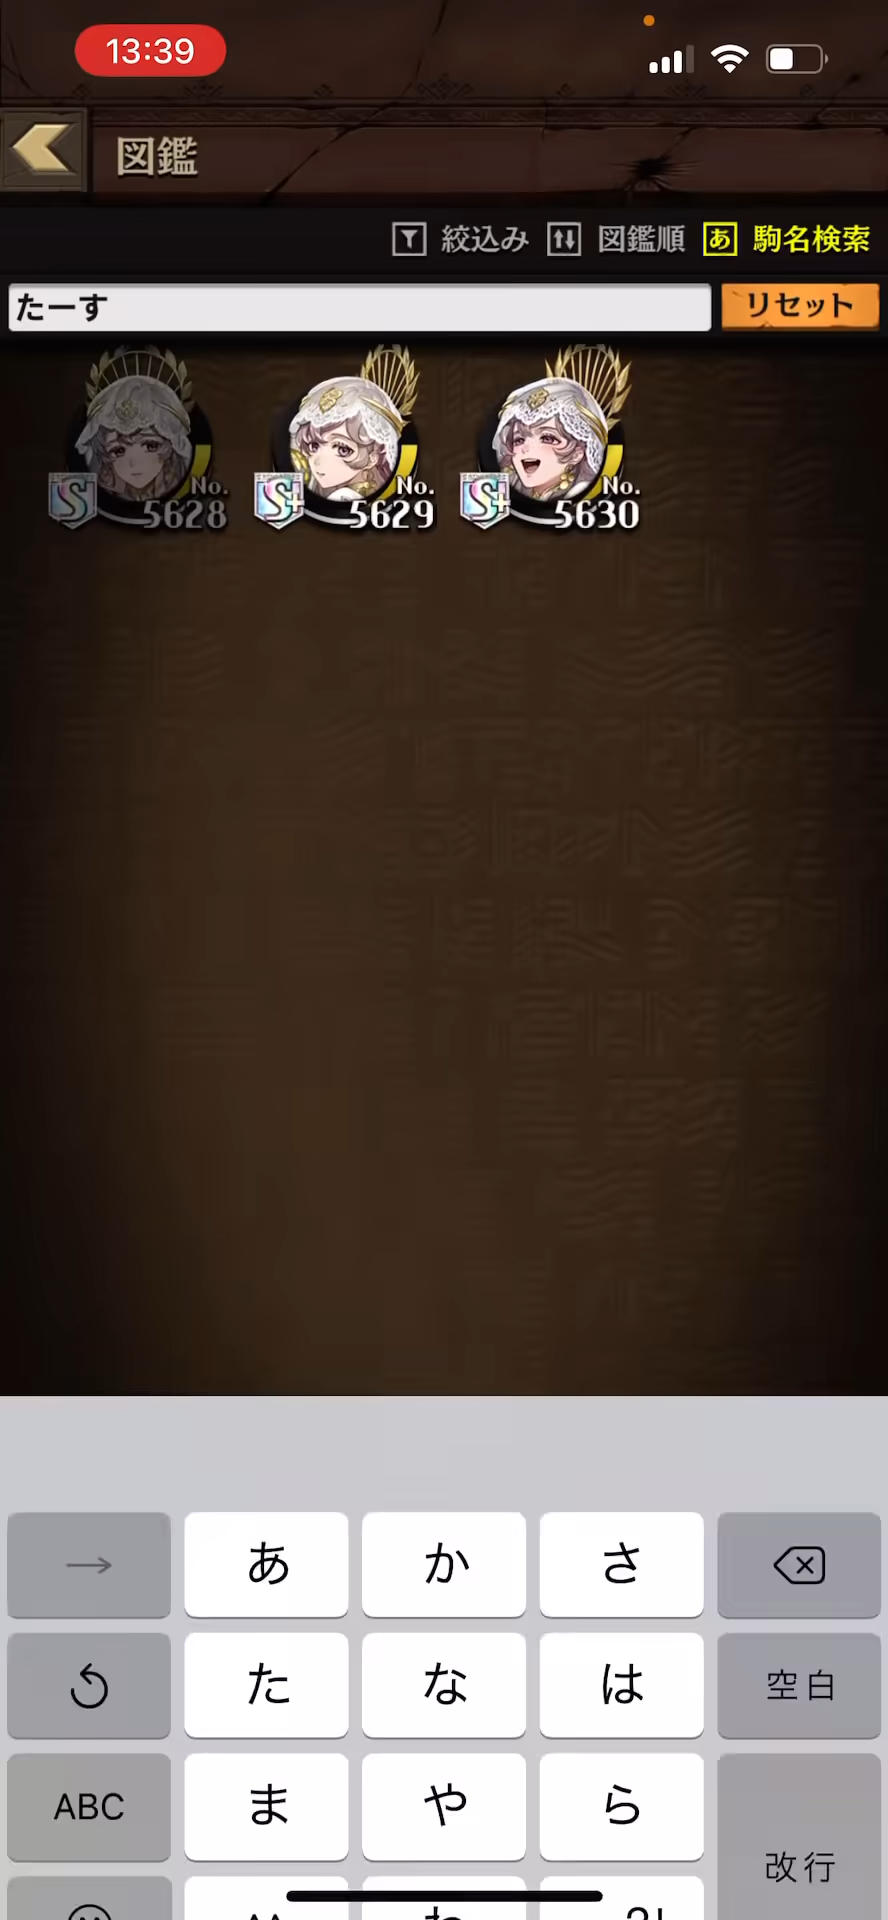 13:39
図鑑
絞込み 図鑑順 あ 駒名検索
たーす リセット
S No. 5628 S+ No. 5629 S+ No. 5630
→ あ か さ
た な は 空白
ABC ま や ら
改行